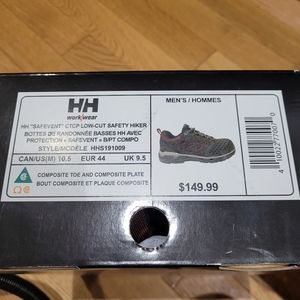 HH
workwear
HH "SAFEVENT" CTCP LOW-CUT SAFETY HIKER
BOTTES DE RANDONNÉE BASSES HH AVEC
PROTECTION « SAFEVENT » B/PT COMPO
STYLE/MODÈLE HHS191009
CAN/US(M) 10.5 EUR 44 UK 9.5
COMPOSITE TOE AND COMPOSITE PLATE
BOUT COMPOSITE ET PLAQUE COMPOSITE
MEN'S / HOMMES
$149.99